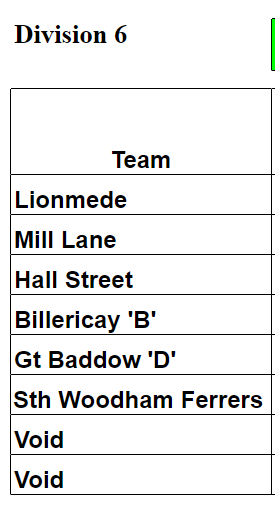 Division 6
Team
Lionmede
Mill Lane
Hall Street
Billericay 'B'
Gt Baddow 'D'
Sth Woodham Ferrers
Void
Void